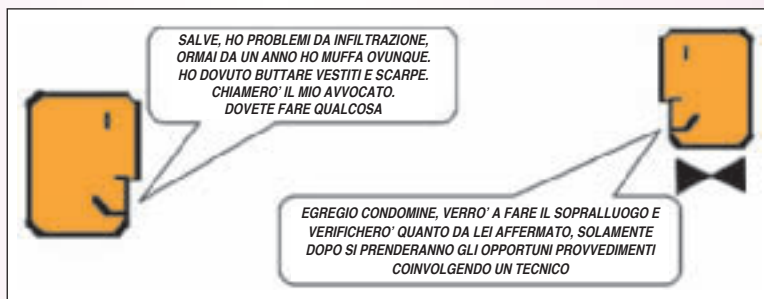 SALVE, HO PROBLEMI DA INFILTRAZIONE,
ORMAI DA UN ANNO HO MUFFA OVUNQUE.
HO DOVUTO BUTTARE VESTITI E SCARPE.
CHIAMERO' IL MIO AVVOCATO.
DOVETE FARE QUALCOSA
EGREGIO CONDOMINE, VERRO' A FARE IL SOPRALLUOGO E
VERIFICHERO' QUANTO DA LEI AFFERMATO, SOLAMENTE
DOPO SI PRENDERANNO GLI OPPORTUNI PROVVEDIMENTI
COINVOLGENDO UN TECNICO